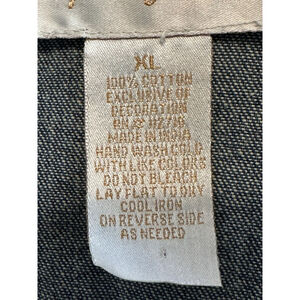 XL
100% COTTON
EXCLUSIVE OF
DECORATION
MADE IN INDIA
HAND WASH COLD
WITH LIKE COLORS
DO NOT BLEACH
LAY FLAT TO DRY
COOL IRON
ON REVERSE SIDE
AS NEEDED